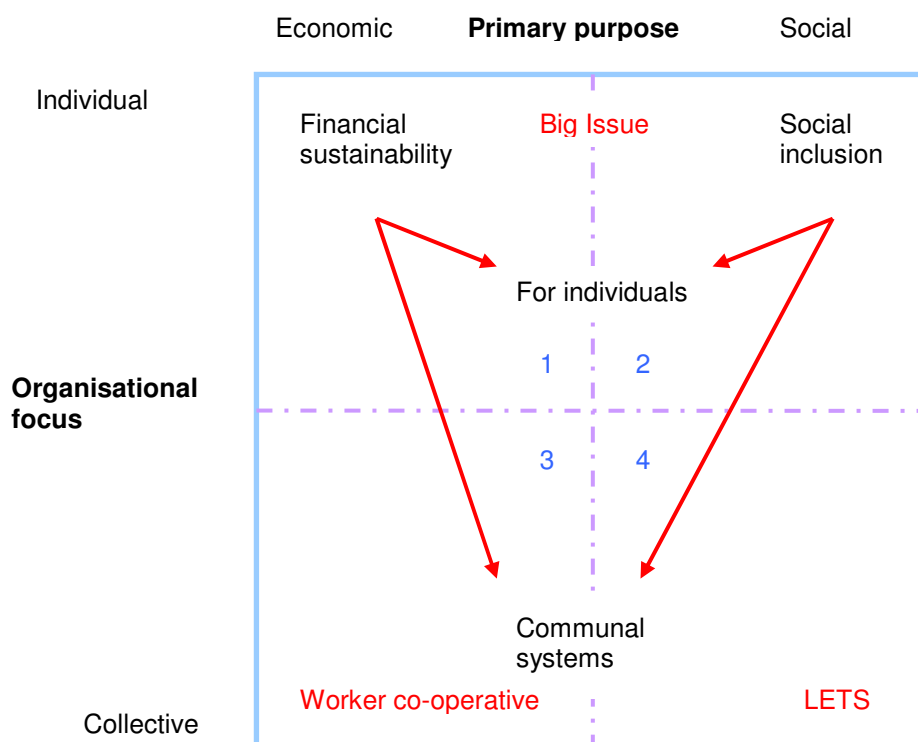 Economic Primary purpose Social
Individual
Financial
sustainability
Big Issue
Social
inclusion
For individuals
1 2
Organisational
focus
3 4
Communal
systems
Worker co-operative LETS
Collective